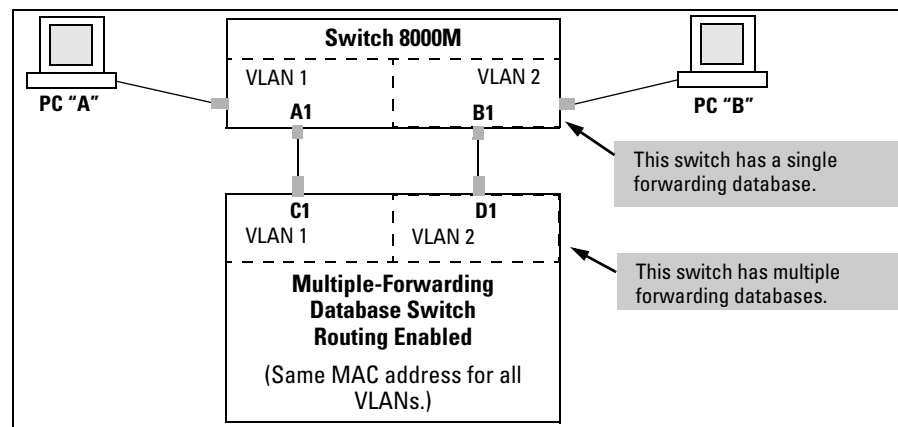 Switch 8000M
VLAN 1
VLAN 2
PC "A"
PC "B"
A1
B1
This switch has a single
forwarding database.
C1
D1
VLAN 1
VLAN 2
This switch has multiple
forwarding databases.
Multiple-Forwarding
Database Switch
Routing Enabled
(Same MAC address for all
VLANs.)